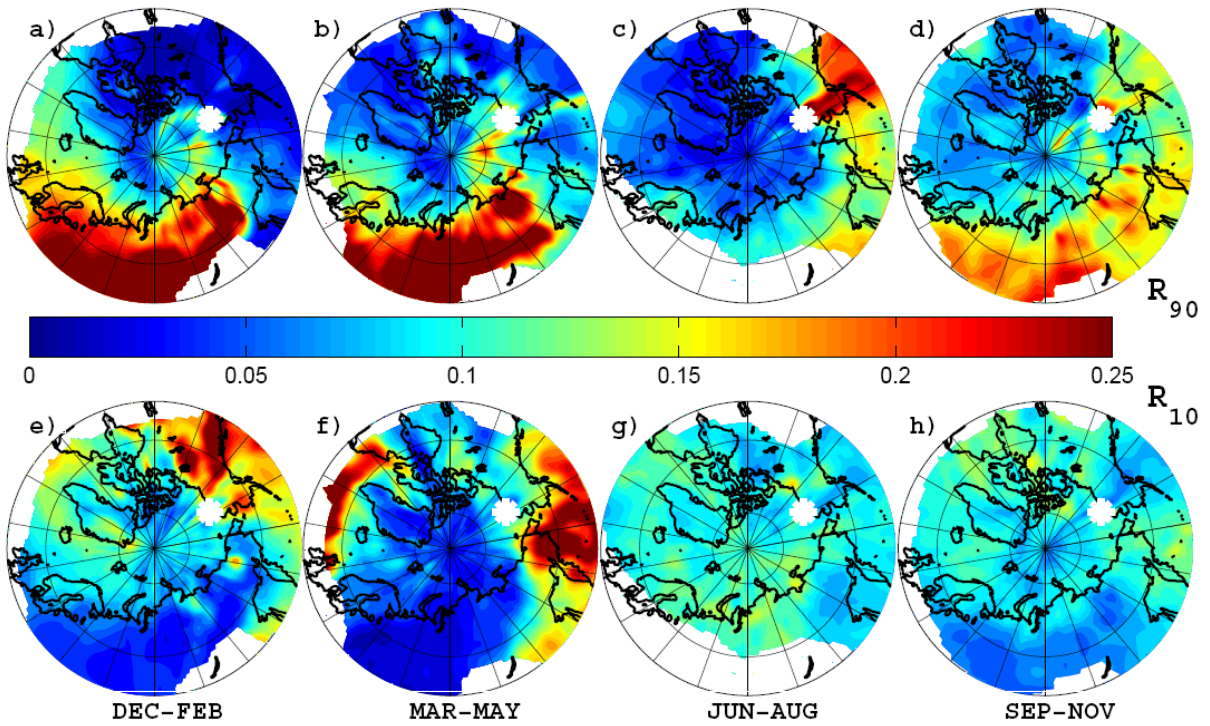 a) b) c) d)
R90
0 0.05 0.1 0.15 0.2 0.25
R10
e) f) g) h)
DEC-FEB MAR-MAY JUN-AUG SEP-NOV